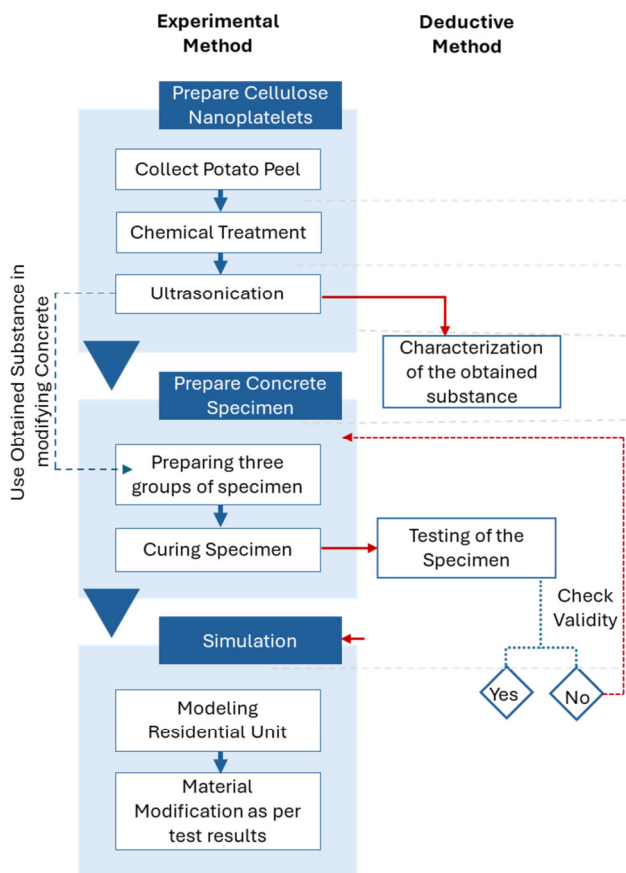 Experimental
Method
Deductive
Method
Prepare Cellulose
Nanoplatelets
Collect Potato Peel
Chemical Treatment
Ultrasonication
Use Obtained Substance in
modifying Concrete
Characterization
of the obtained
substance
Prepare Concrete
Specimen
Preparing three
groups of specimen
Curing Specimen
Testing of the
Specimen
Check
Validity
Yes
No
Simulation
Modeling
Residential Unit
Material
Modification as per
test results